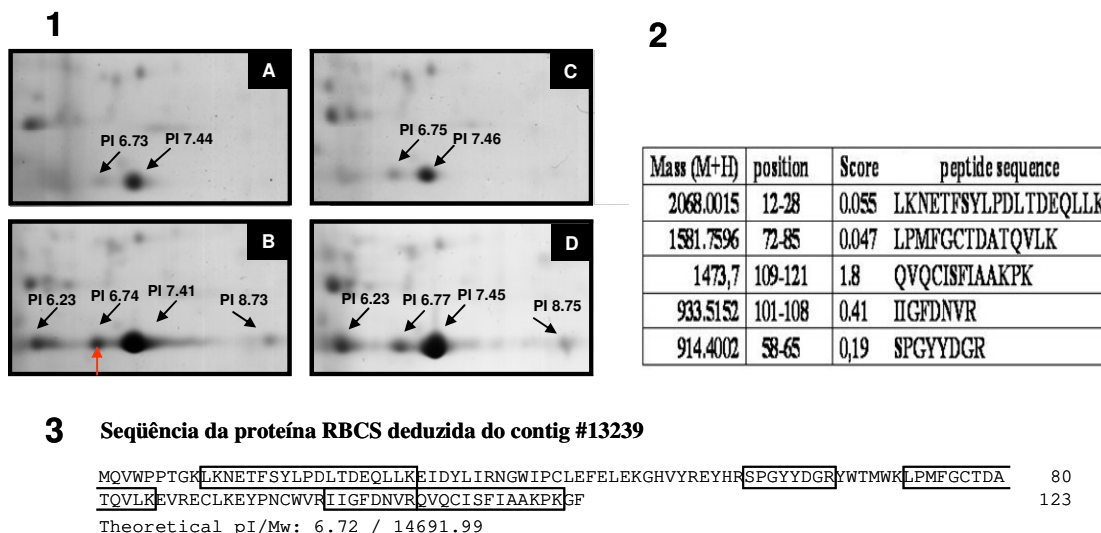 1
A
PI 6.73 PI 7.44
C
PI 6.75 PI 7.46
B
PI 6.23 PI 6.74 PI 7.41 PI 8.73
D
PI 6.23 PI 6.77 PI 7.45 PI 8.75
2
Mass (M+H) position Score peptide sequence
2068.0015 12-28 0.055 LKNETFSYLPDLTDEQLLK
1581.7596 72-85 0.047 LPMFGCTDATQVLK
1473,7 109-121 1.8 QVQCISFIAAKPK
933.5152 101-108 0.41 IIGFDNVR
914.4002 58-65 0,19 SPGYYDGR
3 Seqüência da proteína RBCS deduzida do contig #13239
MQVWPPTGKLKNETFSYLPDLTDEQLLKEIDYLIRNGWIPCLEFELEKGHVYREYHRSPGYYDGRYWTMWKLPMFGCTDA 80
TQVLKEVRECLKEYPNCWVRIIGFDNVRQVQCISFIAAKPKGF 123
Theoretical pI/Mw: 6.72 / 14691.99